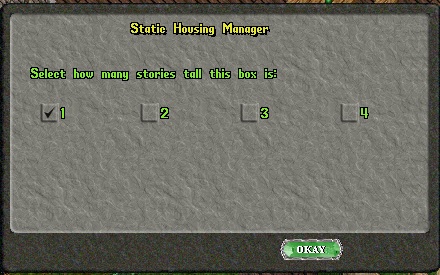 Static Housing Manager
Select how many stories tall this box is:
1 2 3 4
OKAY